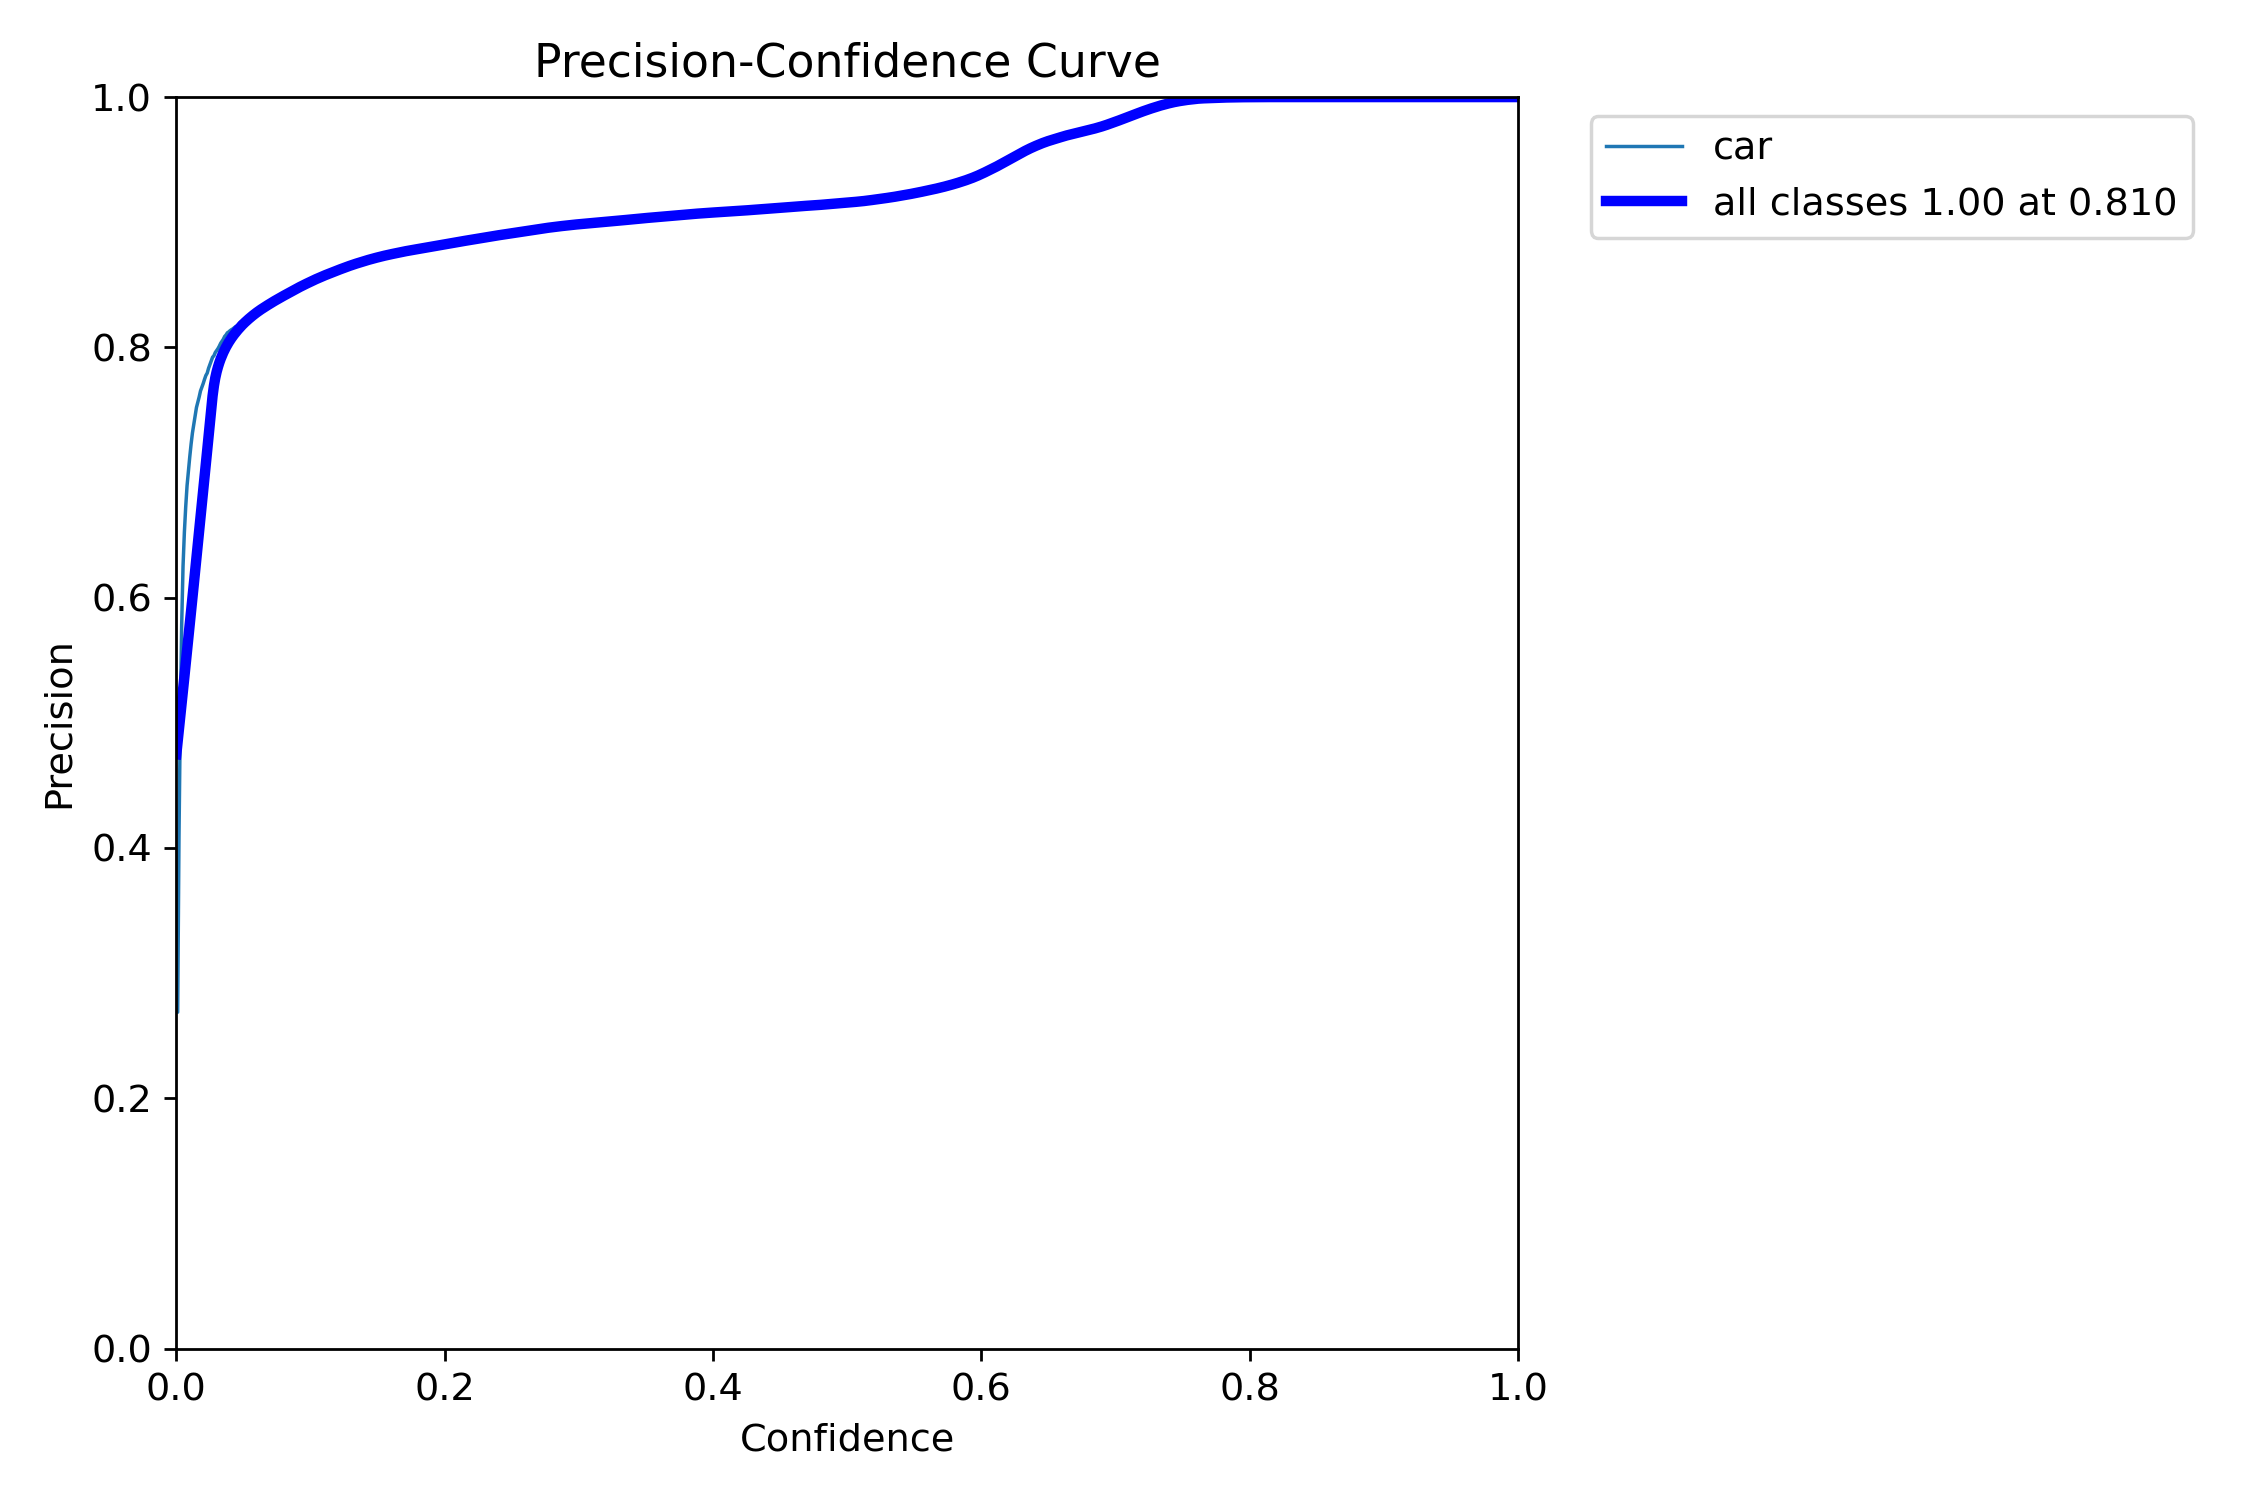 Precision-Confidence Curve
car
all classes 1.00 at 0.810
1.0
0.8
0.6
0.4
0.2
0.0
Precision
0.0 0.2 0.4 0.6 0.8 1.0
Confidence